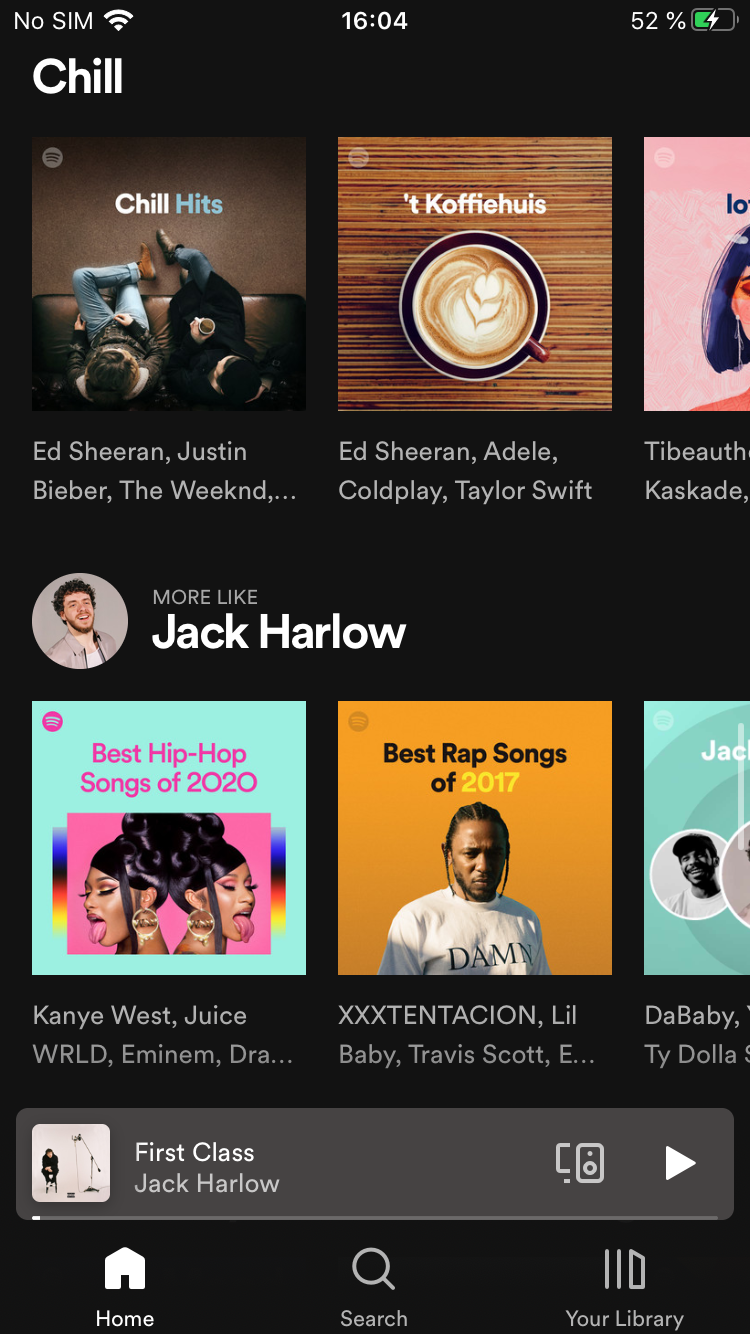 No SIM 16:04 52 %
Chill
Chill Hits
't Koffiehuis
Ed Sheeran, Justin
Bieber, The Weeknd,...
Ed Sheeran, Adele,
Coldplay, Taylor Swift
Kaskade,
MORE LIKE
Jack Harlow
Best Hip-Hop
Songs of 2020
Best Rap Songs
of 2017
DAMN
Kanye West, Juice
WRLD, Eminem, Dra...
XXXTENTACION, Lil
Baby, Travis Scott, E...
DaBaby,
Ty Dolla
First Class
Jack Harlow
Home
Search
Your Library